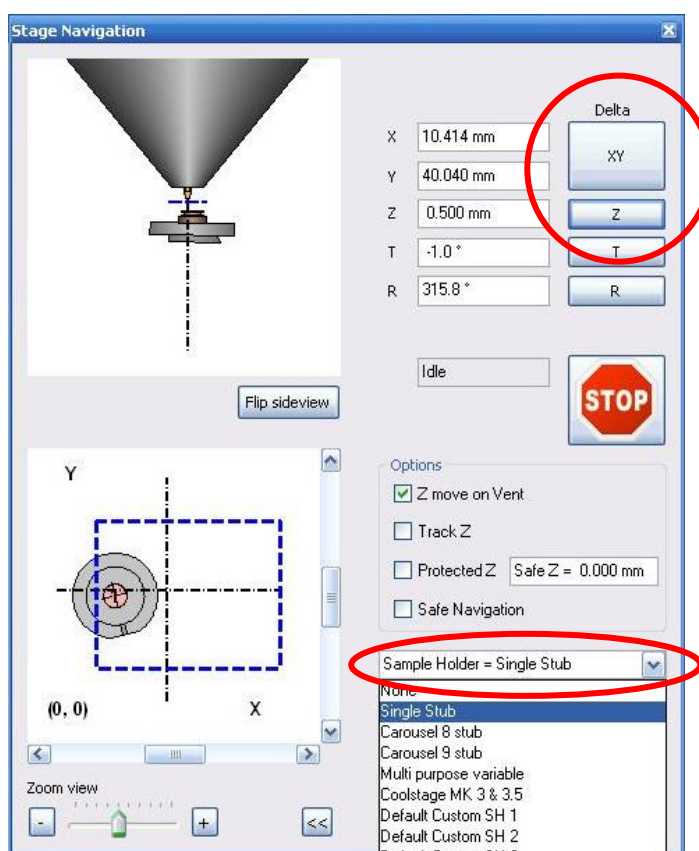 Stage Navigation
Delta
X 10.414 mm XY
Y 40.040 mm
Z 0.500 mm Z
T -1.0 ° T
R 315.8 ° R
Idle
STOP
Flip sideview
Y
(0, 0) X
Options
Z move on Vent
Track Z
Protected Z Safe Z = 0.000 mm
Safe Navigation
Sample Holder = Single Stub
None
Single Stub
Carousel 8 stub
Carousel 9 stub
Multi purpose variable
Coolstage MK 3 & 3.5
Default Custom SH 1
Default Custom SH 2
Zoom view
- + <<